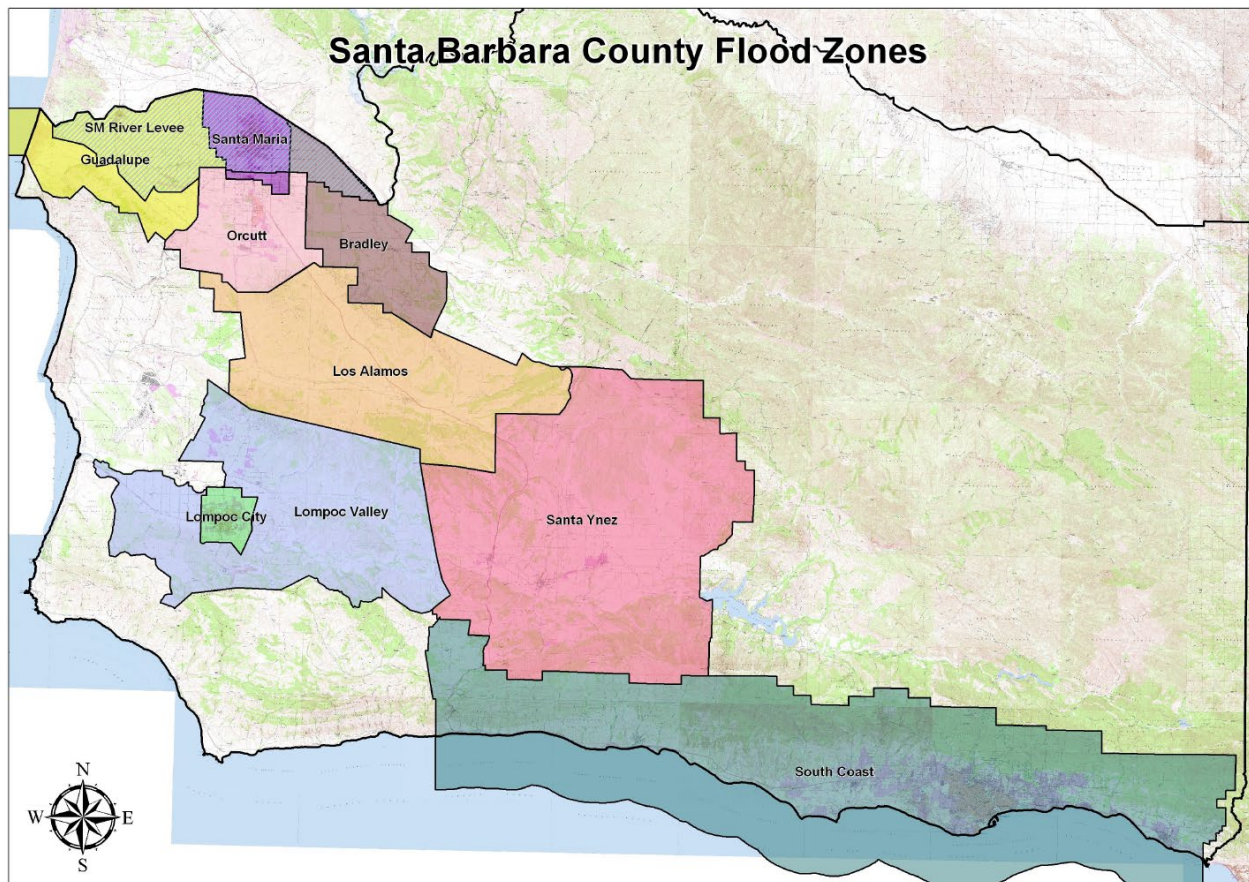 Santa Barbara County Flood Zones
SM River Levee
Santa Maria
Guadalupe
Orcutt
Bradley
Los Alamos
Lompoc City
Lompoc Valley
Santa Ynez
South Coast
N
W
E
S